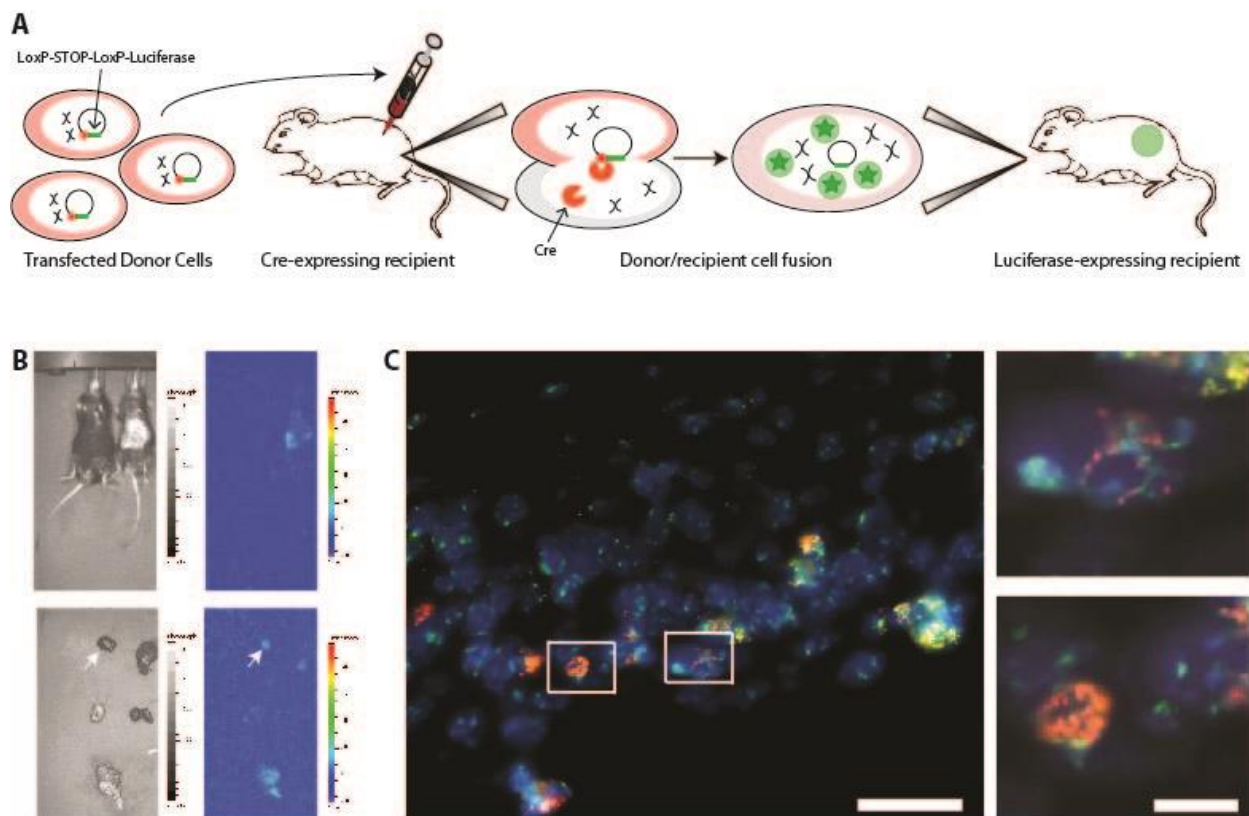 A
LoxP-STOP-LoxP-Luciferase
Transfected Donor Cells
Cre-expressing recipient
Cre
Donor/recipient cell fusion
Luciferase-expressing recipient
B
C